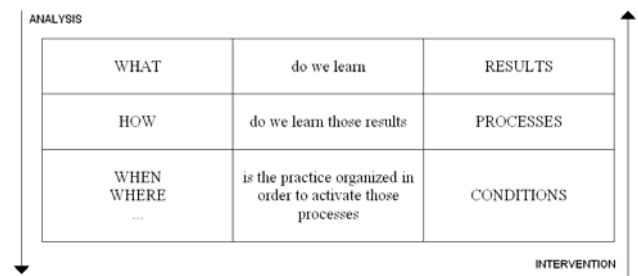 ANALYSIS
WHAT
do we learn
RESULTS
HOW
do we learn those results
PROCESSES
WHEN
WHERE
...
is the practice organized in
order to activate those
processes
CONDITIONS
INTERVENTION